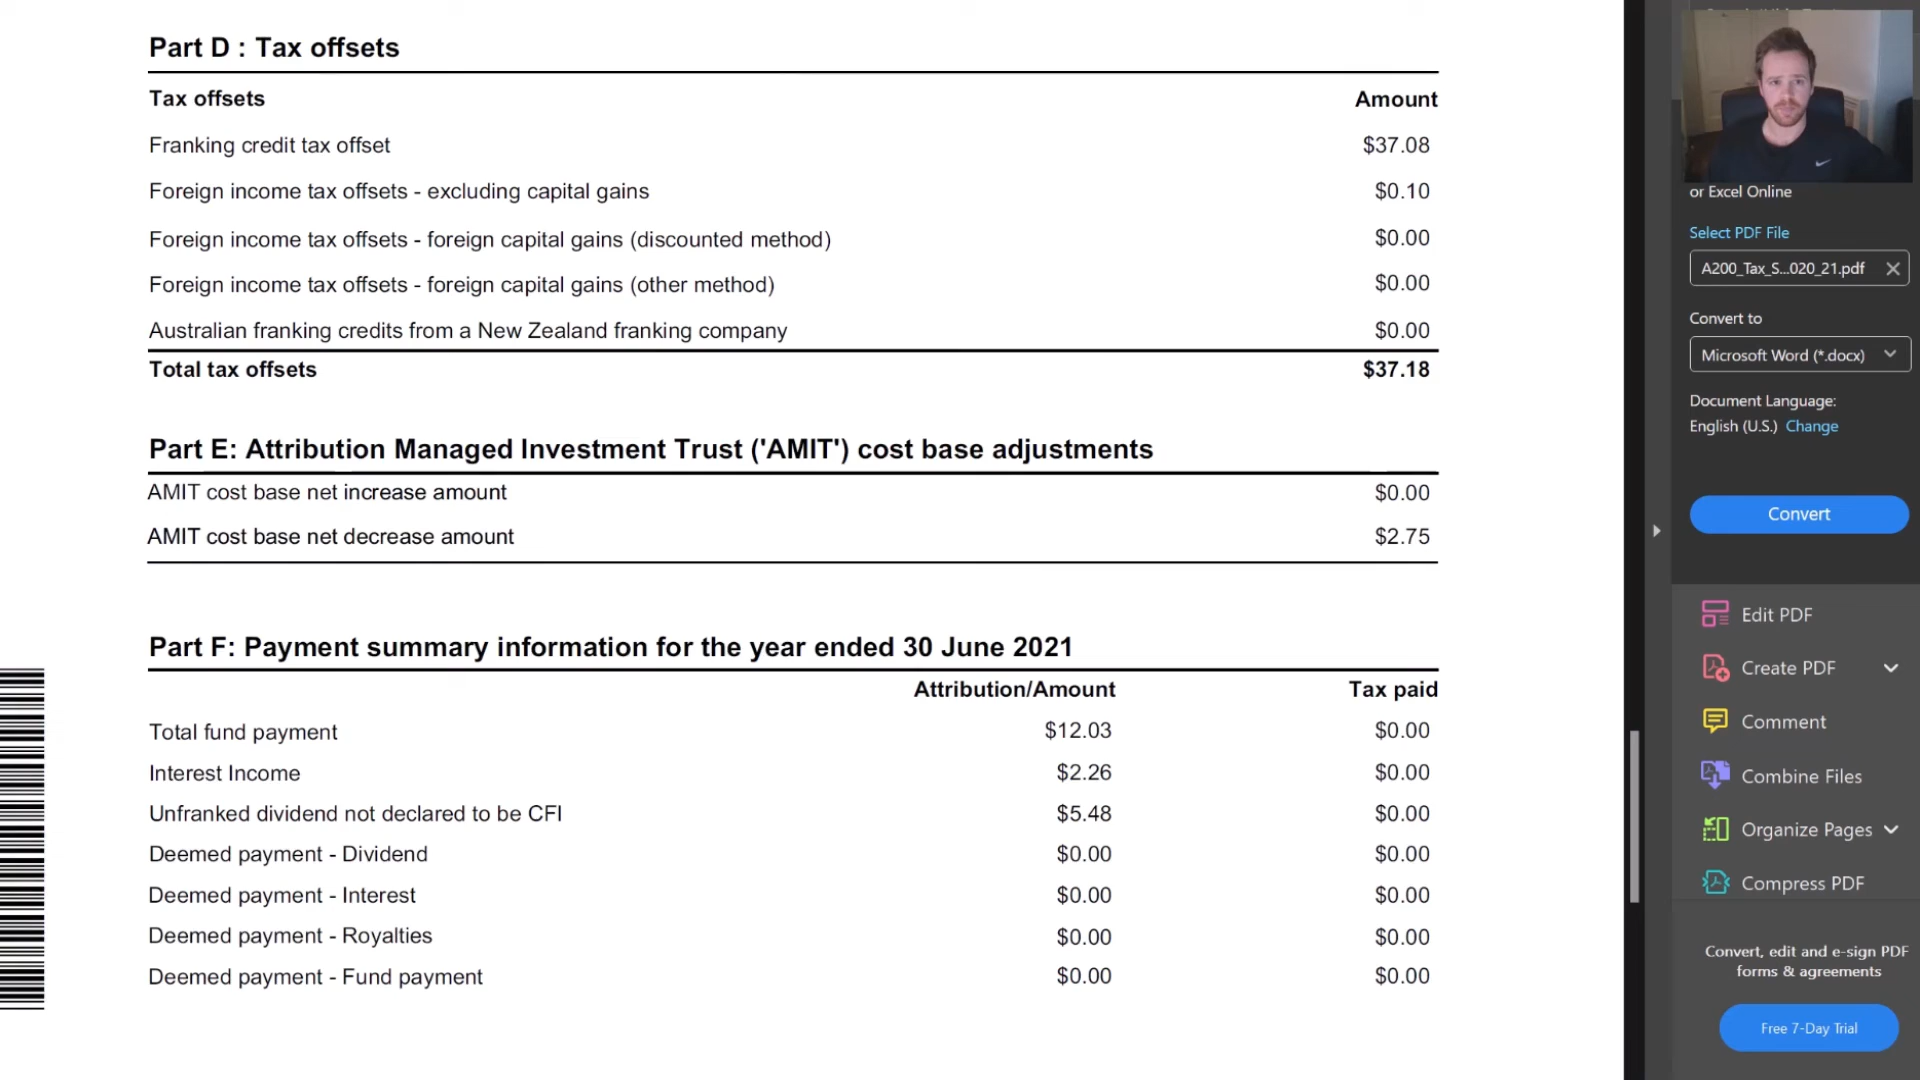 Part D : Tax offsets
Tax offsets Amount
Franking credit tax offset $37.08
Foreign income tax offsets - excluding capital gains $0.10
Foreign income tax offsets - foreign capital gains (discounted method) $0.00
Foreign income tax offsets - foreign capital gains (other method) $0.00
Australian franking credits from a New Zealand franking company $0.00
Total tax offsets $37.18
Part E: Attribution Managed Investment Trust ('AMIT') cost base adjustments
AMIT cost base net increase amount $0.00
AMIT cost base net decrease amount $2.75
Part F: Payment summary information for the year ended 30 June 2021
Attribution/Amount Tax paid
Total fund payment $12.03 $0.00
Interest Income $2.26 $0.00
Unfranked dividend not declared to be CFI $5.48 $0.00
Deemed payment - Dividend $0.00 $0.00
Deemed payment - Interest $0.00 $0.00
Deemed payment - Royalties $0.00 $0.00
Deemed payment - Fund payment $0.00 $0.00
or Excel Online
Select PDF File
A200_Tax_S...020_21.pdf
Convert to
Microsoft Word (*.docx)
Document Language:
English (U.S.) Change
Convert
Edit PDF
Create PDF
Comment
Combine Files
Organize Pages
Compress PDF
Convert, edit and e-sign PDF
forms & agreements
Free 7-Day Trial